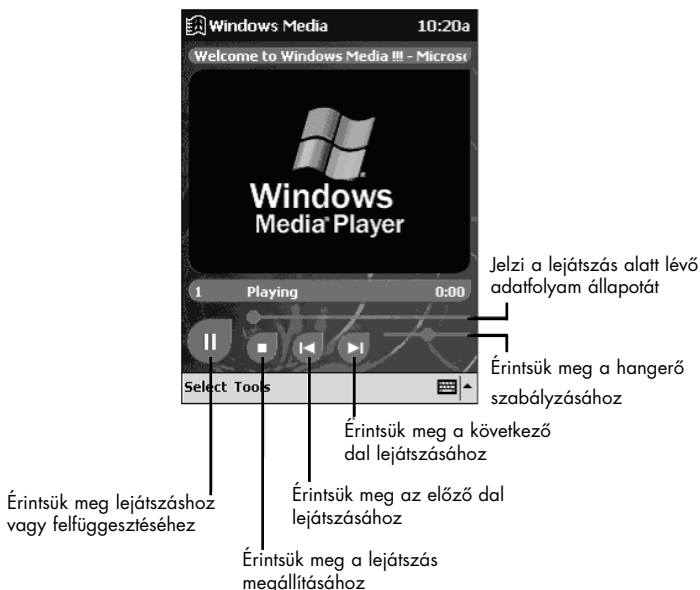 Windows Media 10:20a
Welcome to Windows Media !!! - Microso
Windows
Media Player
1 Playing 0:00
Select Tools
Jelzi a lejátszás alatt lévő
adatfolyam állapotát
Érintsük meg a hangerő
szabályzásához
Érintsük meg a következő
dal lejátszásához
Érintsük meg az előző dal
lejátszásához
Érintsük meg lejátszáshoz
vagy felfüggesztéséhez
Érintsük meg a lejátszás
megállításához